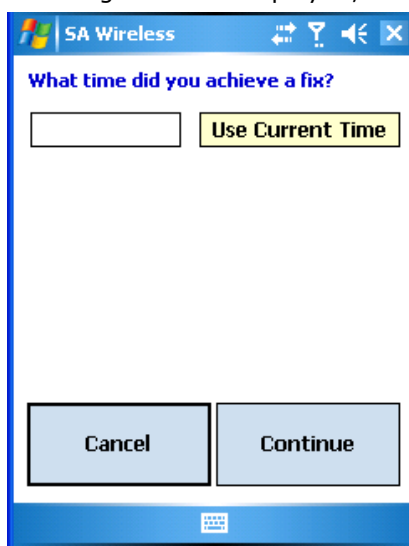 SA Wireless
What time did you achieve a fix?
Use Current Time
Cancel
Continue